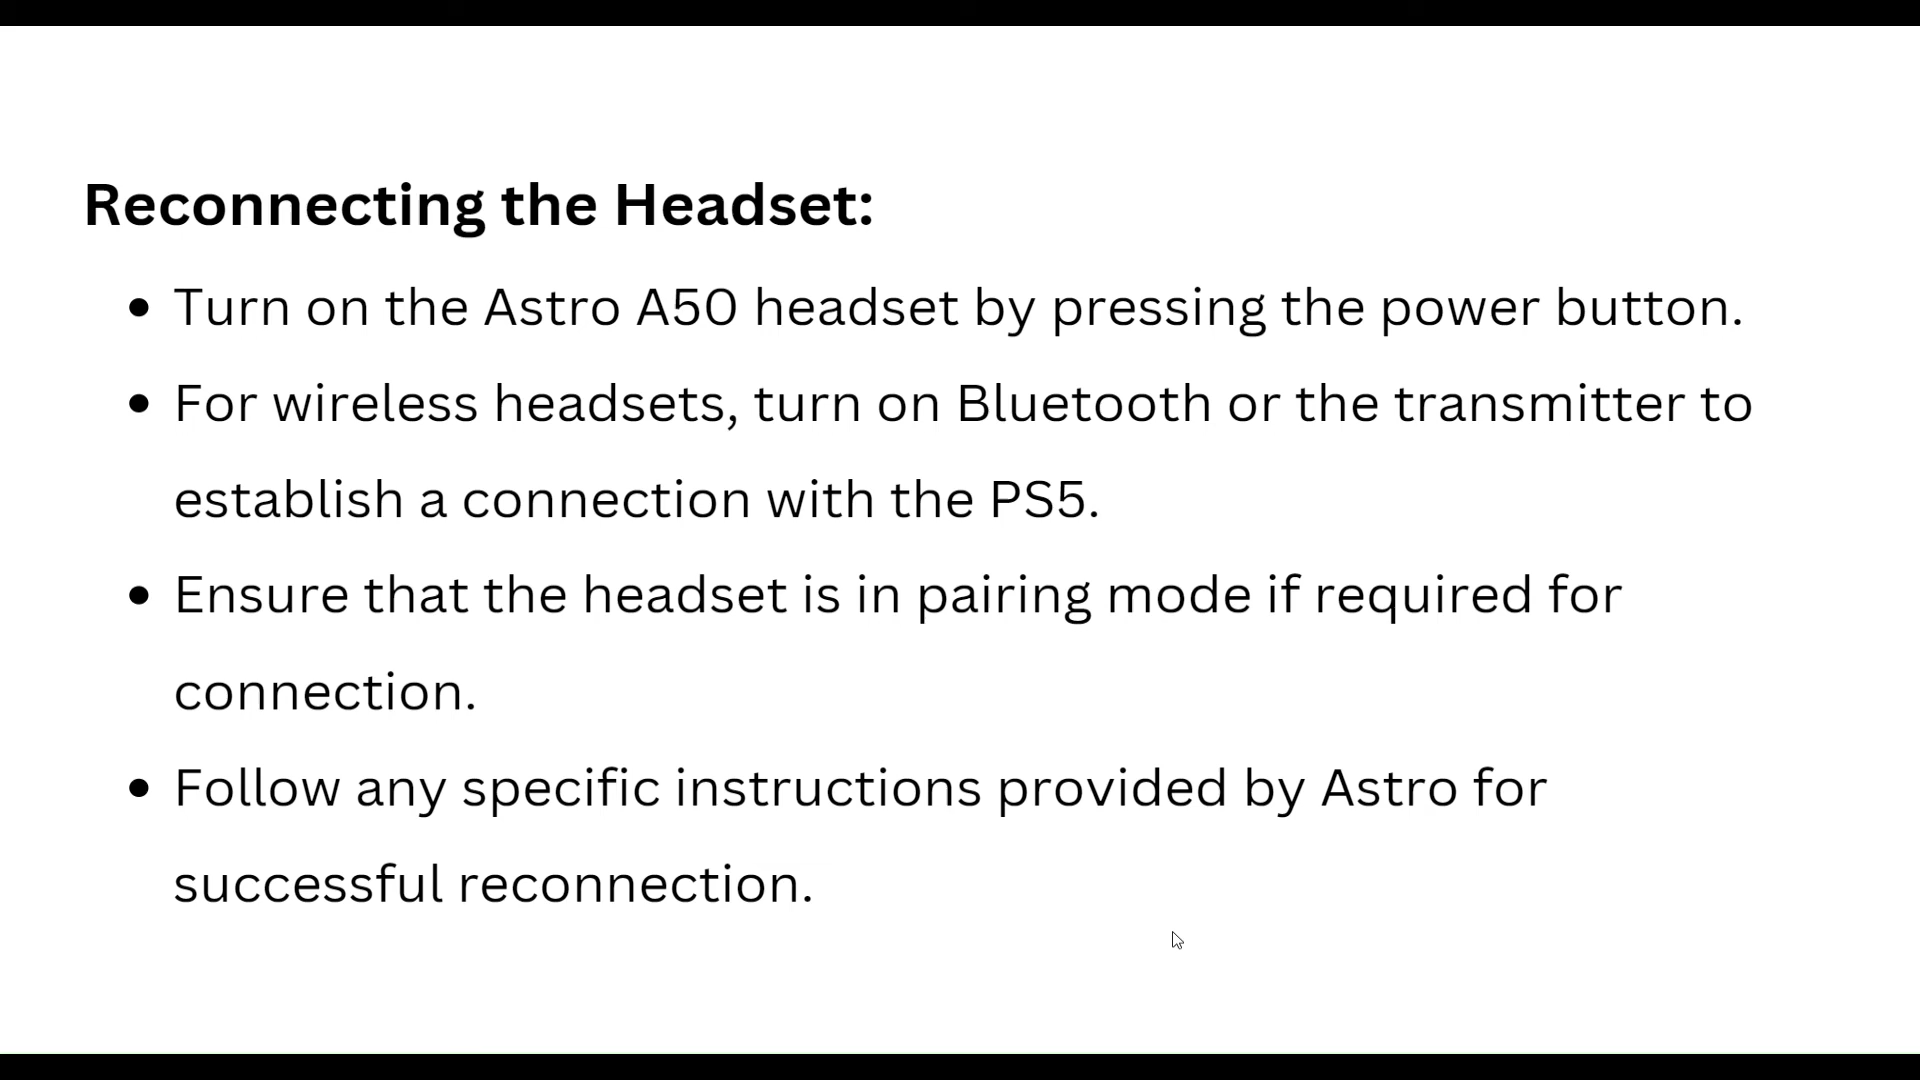 Reconnecting the Headset:
• Turn on the Astro A50 headset by pressing the power button.
• For wireless headsets, turn on Bluetooth or the transmitter to
establish a connection with the PS5.
• Ensure that the headset is in pairing mode if required for
connection.
• Follow any specific instructions provided by Astro for
successful reconnection.